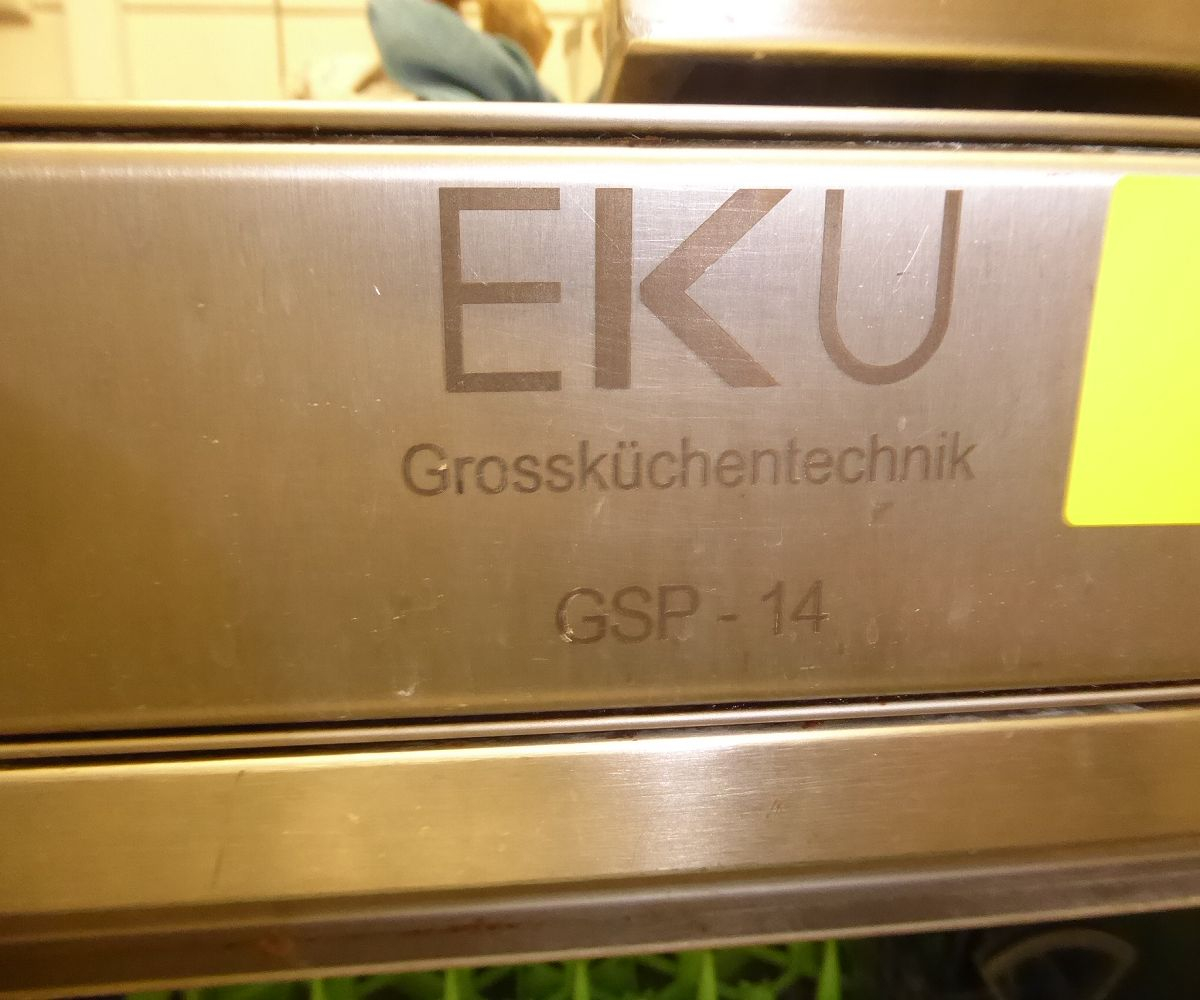 EKU
Grossküchentechnik
GSP - 14